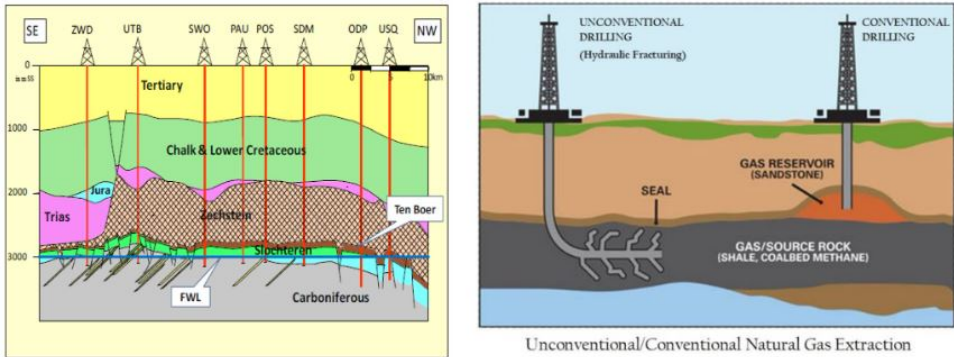 SE
ZWD
UTB
SWO
PAU
POS
SDM
ODP
USQ
NW
0
10km
Tertiary
1000
Chalk & Lower Cretaceous
Jura
2000
Trias
Zechstein
Ten Boer
Slochteren
3000
FWL
Carboniferous
UNCONVENTIONAL
DRILLING
(Hydraulic Fracturing)
CONVENTIONAL
DRILLING
GAS RESERVOIR
(SANDSTONE)
SEAL
GAS/SOURCE ROCK
(SHALE, COALBED METHANE)
Unconventional/Conventional Natural Gas Extraction